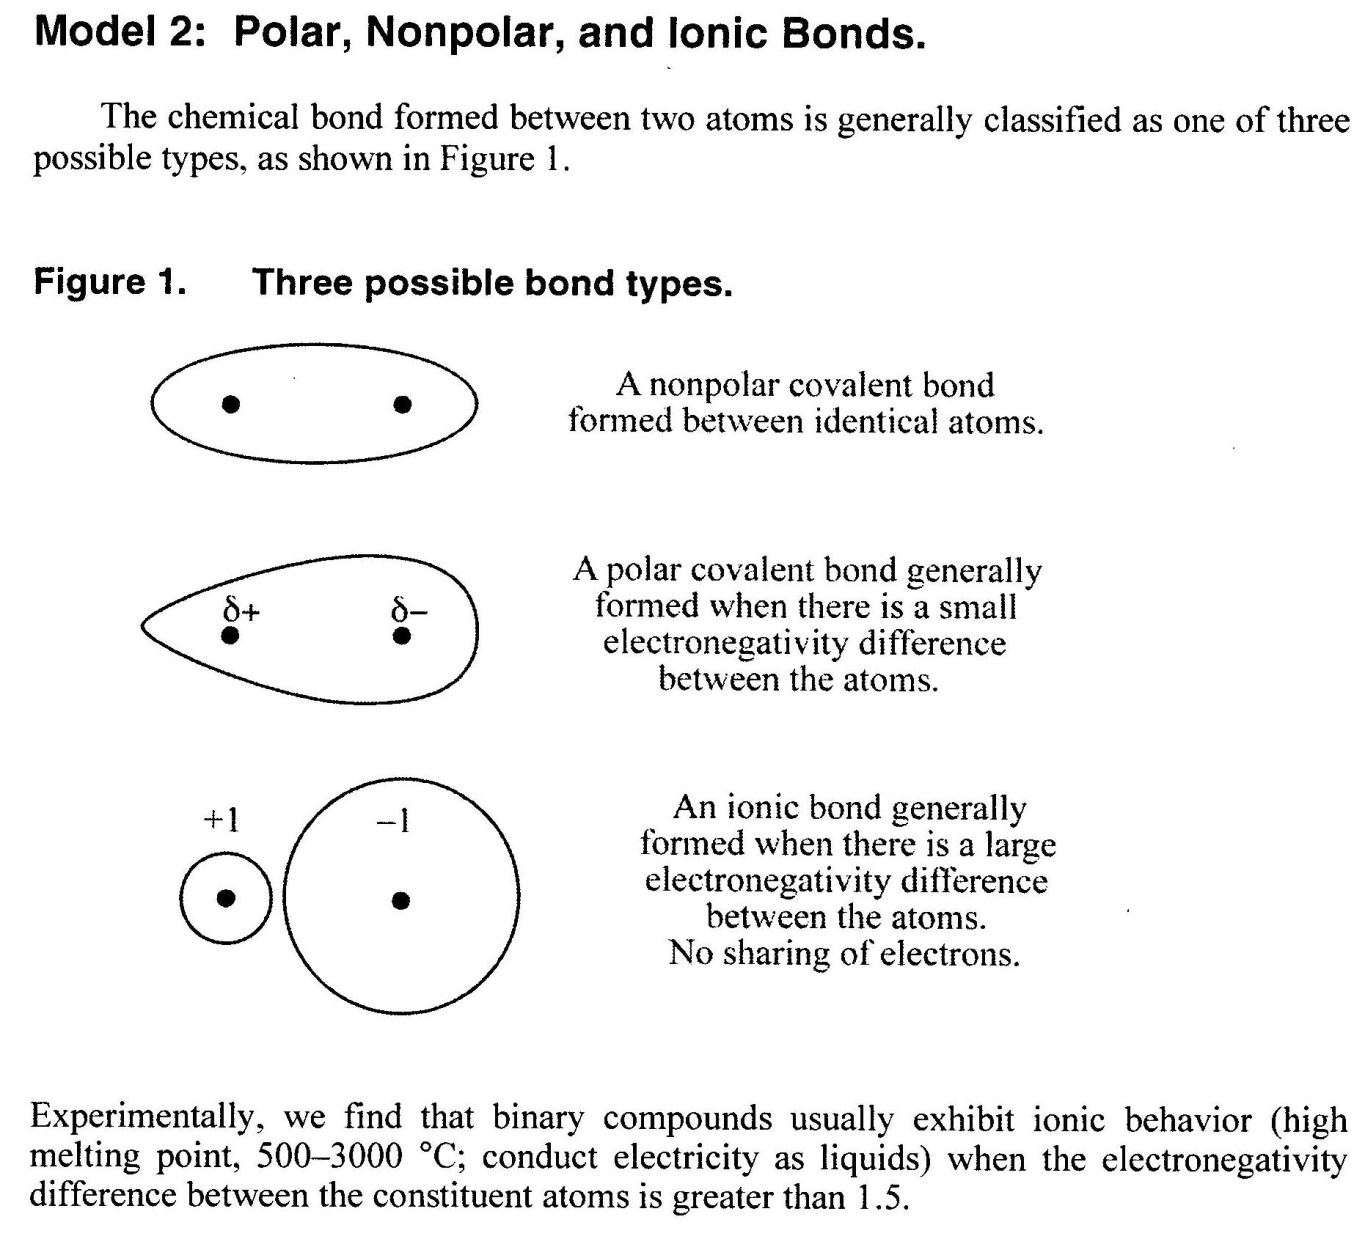 Model 2: Polar, Nonpolar, and Ionic Bonds.
The chemical bond formed between two atoms is generally classified as one of three
possible types, as shown in Figure 1.
Figure 1. Three possible bond types.
A nonpolar covalent bond
formed between identical atoms.
δ+ δ−
A polar covalent bond generally
formed when there is a small
electronegativity difference
between the atoms.
+1 −1
An ionic bond generally
formed when there is a large
electronegativity difference
between the atoms.
No sharing of electrons.
Experimentally, we find that binary compounds usually exhibit ionic behavior (high
melting point, 500–3000 °C; conduct electricity as liquids) when the electronegativity
difference between the constituent atoms is greater than 1.5.